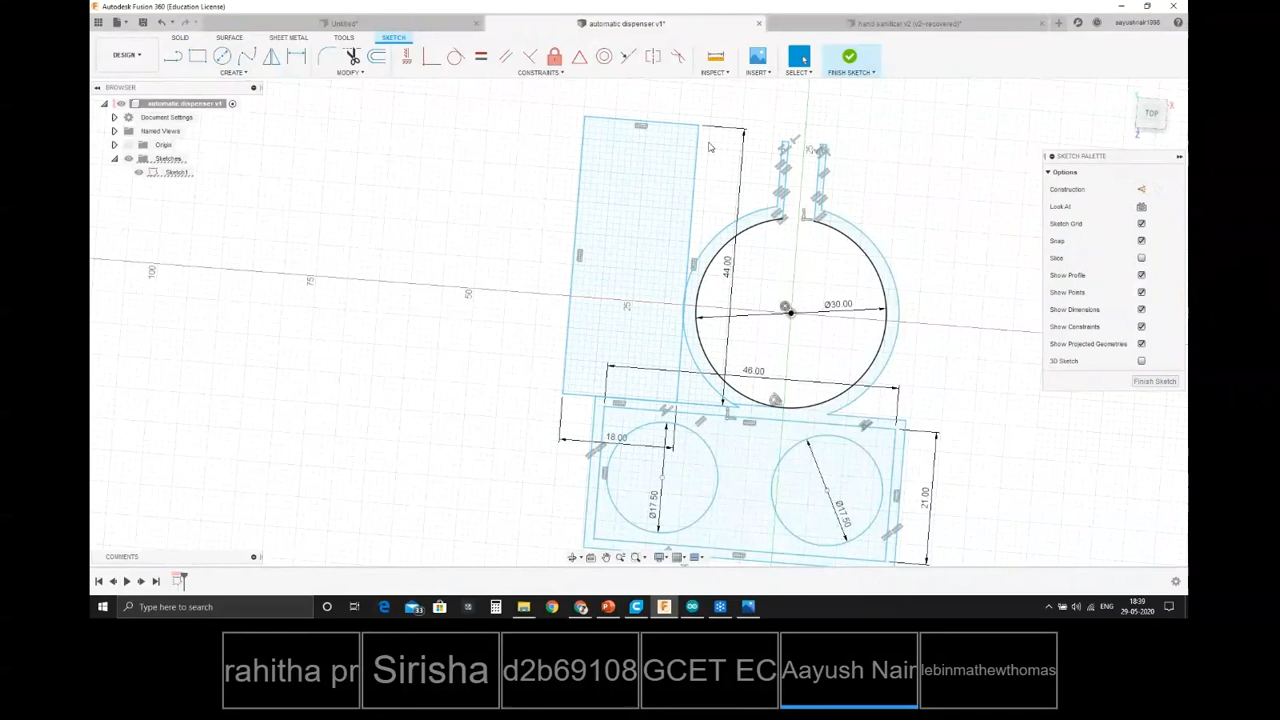 Autodesk Fusion 360 (Education License)
Untitled*
automatic dispenser v1*
hand sanitizer v2 (v2~recovered)*
aayushnair1998
DESIGN
SOLID
SURFACE
SHEET METAL
TOOLS
SKETCH
CREATE
MODIFY
CONSTRAINTS
INSPECT
INSERT
SELECT
FINISH SKETCH
BROWSER
automatic dispenser v1
Document Settings
Named Views
Origin
Sketches
Sketch1
TOP
SKETCH PALETTE
Options
Construction
Look At
Sketch Grid
Snap
Slice
Show Profile
Show Points
Show Dimensions
Show Constraints
Show Projected Geometries
3D Sketch
Finish Sketch
100
75
50
25
25
44.00
Ø30.00
46.00
18.00
Ø17.50
Ø17.50
21.00
COMMENTS
Type here to search
33
ENG
18:39
29-05-2020
rahitha pr
Sirisha
d2b69108
GCET EC
Aayush Nair
lebinmathewthomas